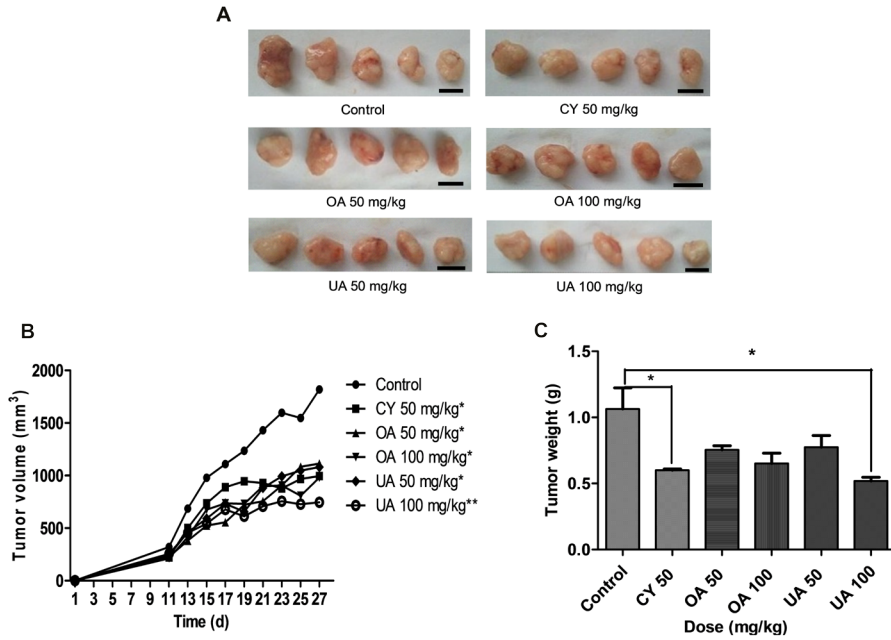 A
Control
CY 50 mg/kg
OA 50 mg/kg
OA 100 mg/kg
UA 50 mg/kg
UA 100 mg/kg
B
Tumor volume (mm³)
2000
1500
1000
500
0
1 3 5 7 9 11 13 15 17 19 21 23 25 27
Time (d)
Control
CY 50 mg/kg*
OA 50 mg/kg*
OA 100 mg/kg*
UA 50 mg/kg*
UA 100 mg/kg**
C
Tumor weight (g)
1.5
1.0
0.5
0.0
*
*
Control CY 50 OA 50 OA 100 UA 50 UA 100
Dose (mg/kg)